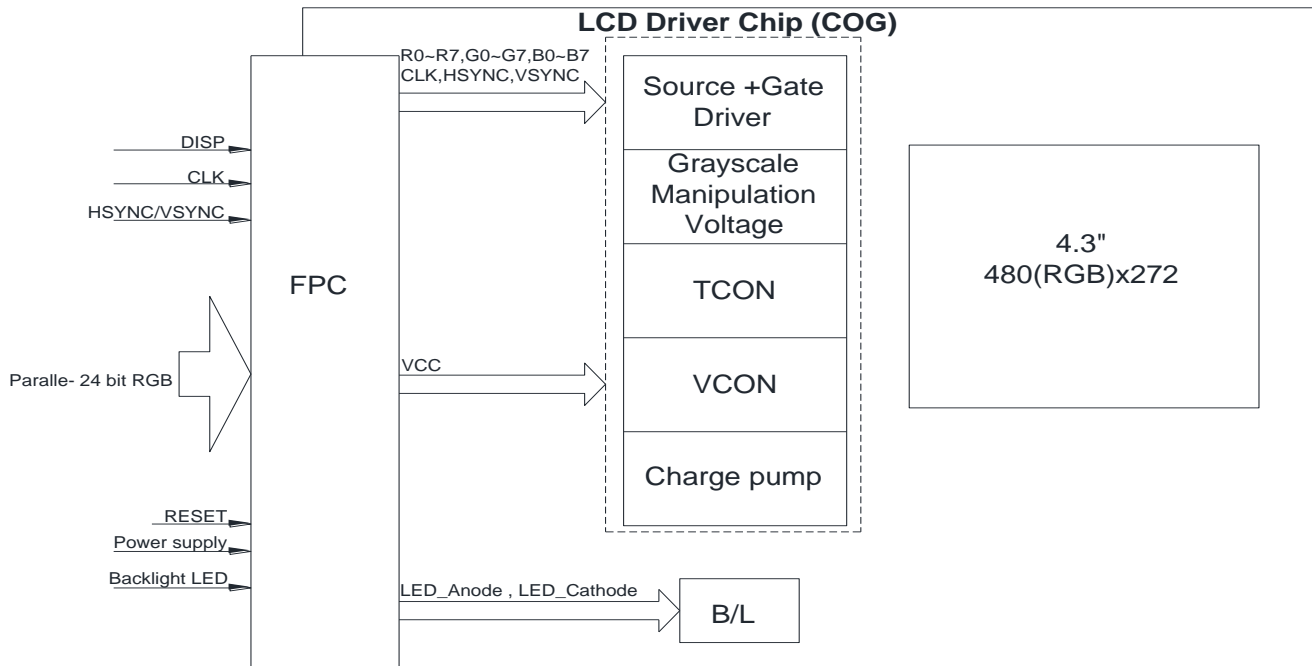 LCD Driver Chip (COG)
R0~R7,G0~G7,B0~B7
CLK,HSYNC,VSYNC
Source +Gate
Driver
DISP
Grayscale
Manipulation
Voltage
CLK
HSYNC/VSYNC
4.3"
480(RGB)x272
FPC
TCON
VCC
Paralle- 24 bit RGB
VCON
Charge pump
RESET
Power supply
Backlight LED
LED_Anode , LED_Cathode
B/L